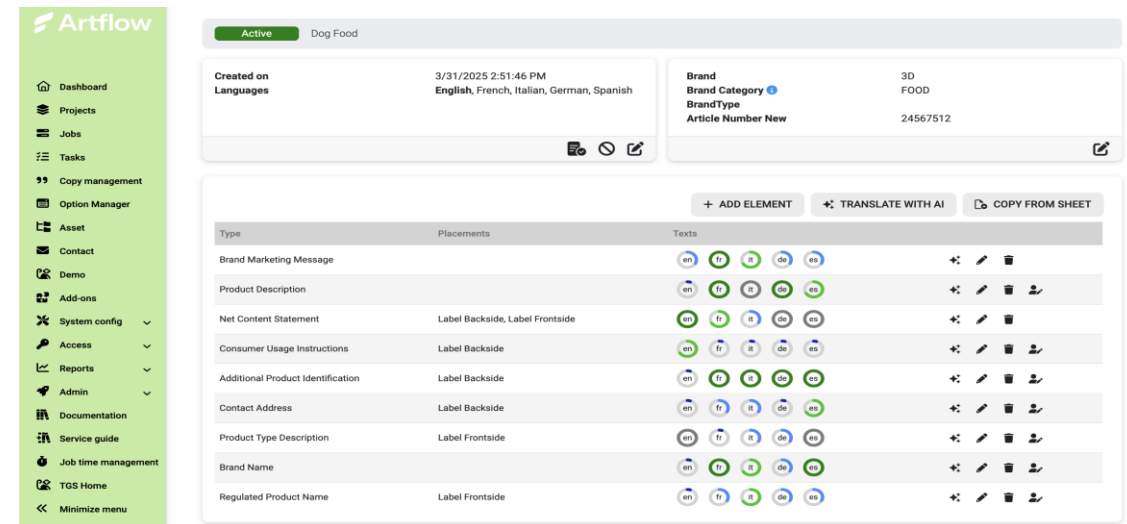 Artflow
Dashboard
Projects
Jobs
Tasks
Copy management
Option Manager
Asset
Contact
Demo
Add-ons
System config
Access
Reports
Admin
Documentation
Service guide
Job time management
TGS Home
Minimize menu
Active Dog Food
Created on 3/31/2025 2:51:46 PM
Languages English, French, Italian, German, Spanish
Brand 3D
Brand Category FOOD
BrandType
Article Number New 24567512
+ ADD ELEMENT TRANSLATE WITH AI COPY FROM SHEET
Type Placements Texts
Brand Marketing Message en fr it de es
Product Description en fr it de es
Net Content Statement Label Backside, Label Frontside en fr it de es
Consumer Usage Instructions Label Backside en fr it de es
Additional Product Identification Label Backside en fr it de es
Contact Address Label Backside en fr it de es
Product Type Description Label Frontside en fr it de es
Brand Name en fr it de es
Regulated Product Name Label Frontside en fr it de es